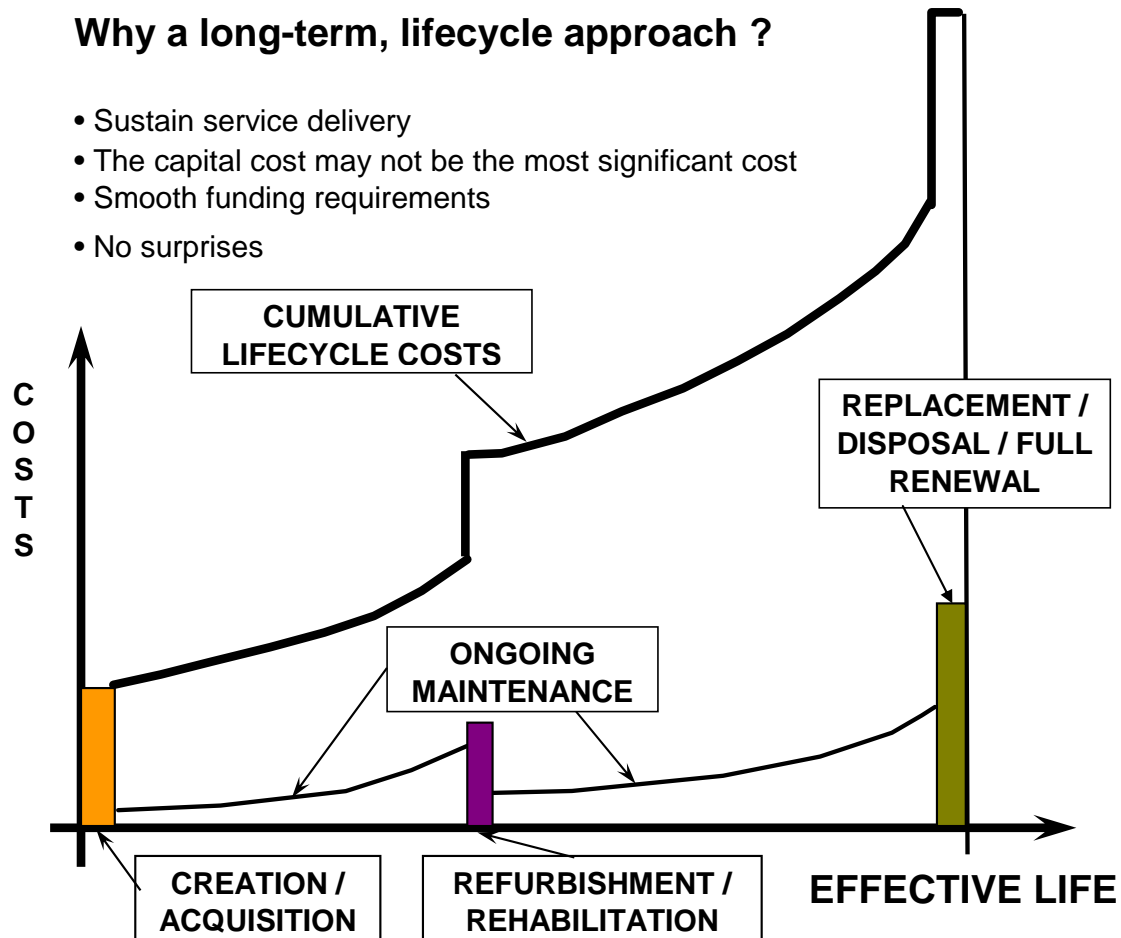 Why a long-term, lifecycle approach ?
• Sustain service delivery
• The capital cost may not be the most significant cost
• Smooth funding requirements
• No surprises
CUMULATIVE
LIFECYCLE COSTS
COSTS
REPLACEMENT /
DISPOSAL / FULL
RENEWAL
ONGOING
MAINTENANCE
CREATION /
ACQUISITION
REFURBISHMENT /
REHABILITATION
EFFECTIVE LIFE